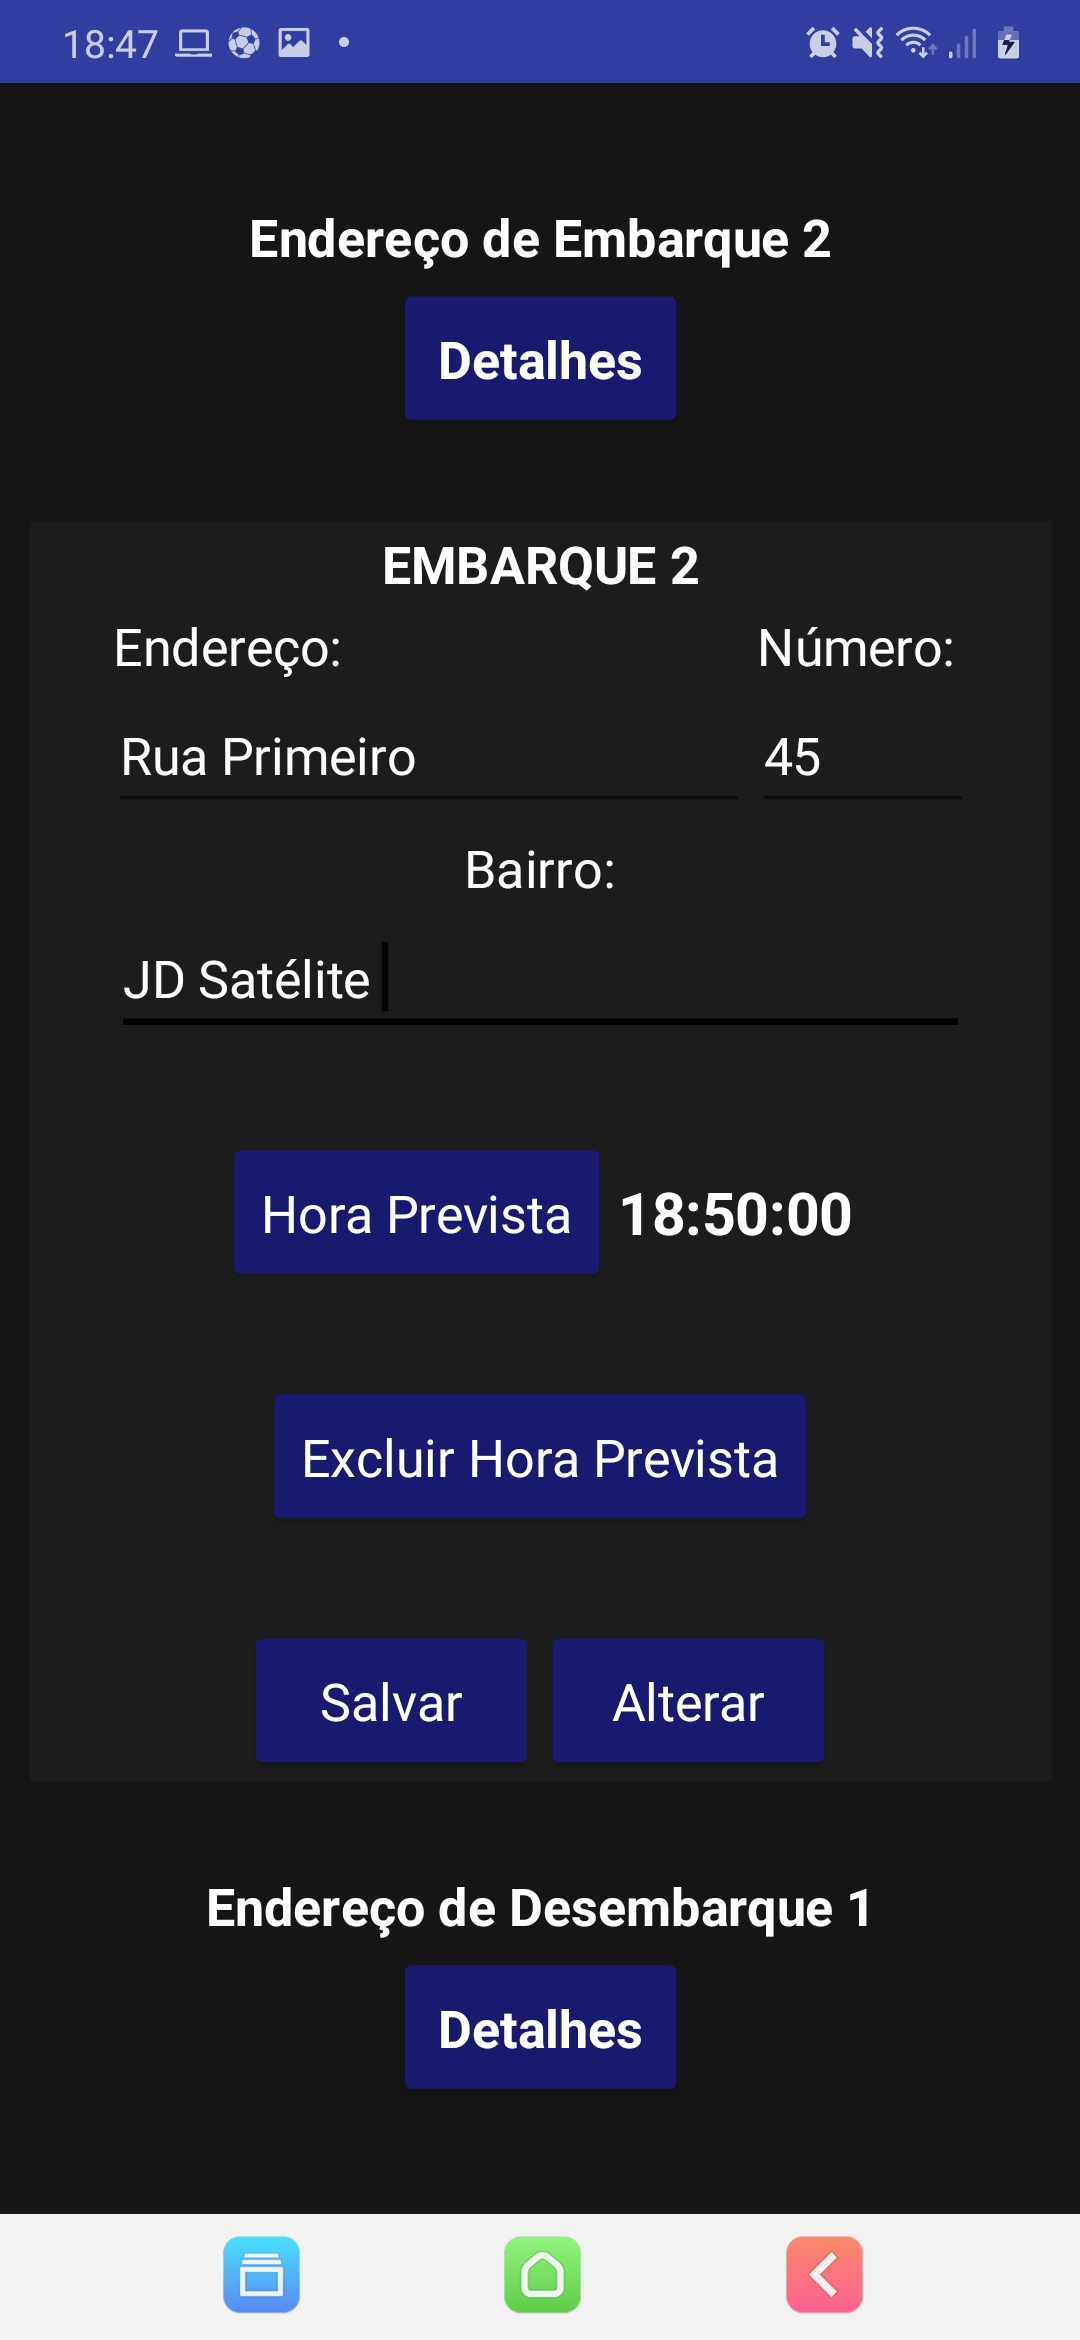 18:47
Endereço de Embarque 2
Detalhes
EMBARQUE 2
Endereço: Número:
Rua Primeiro 45
Bairro:
JD Satélite
Hora Prevista 18:50:00
Excluir Hora Prevista
Salvar Alterar
Endereço de Desembarque 1
Detalhes